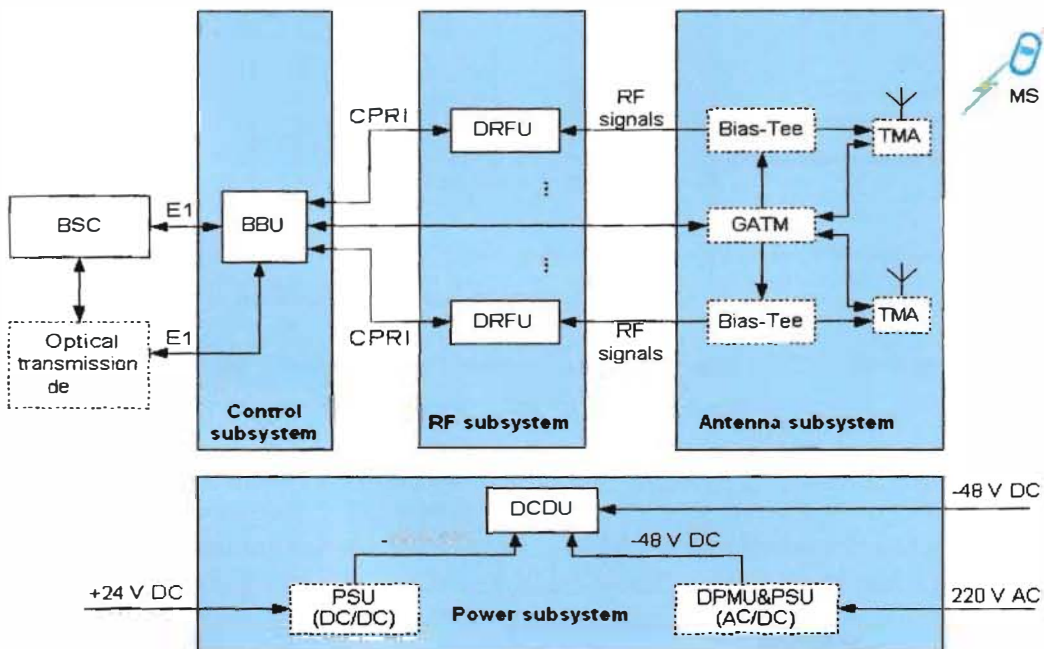 MS
CPRI
DRFU
RF
signals
Bias-Tee
TMA
BSC
E1
BBU
GATM
Optical
transmission
de
E1
CPRI
DRFU
RF
signals
Bias-Tee
TMA
Control
subsystem
RF subsystem
Antenna subsystem
DCDU
-48 V DC
-
-48 V DC
+24 V DC
PSU
(DC/DC)
Power subsystem
DPMU&PSU
(AC/DC)
220 V AC